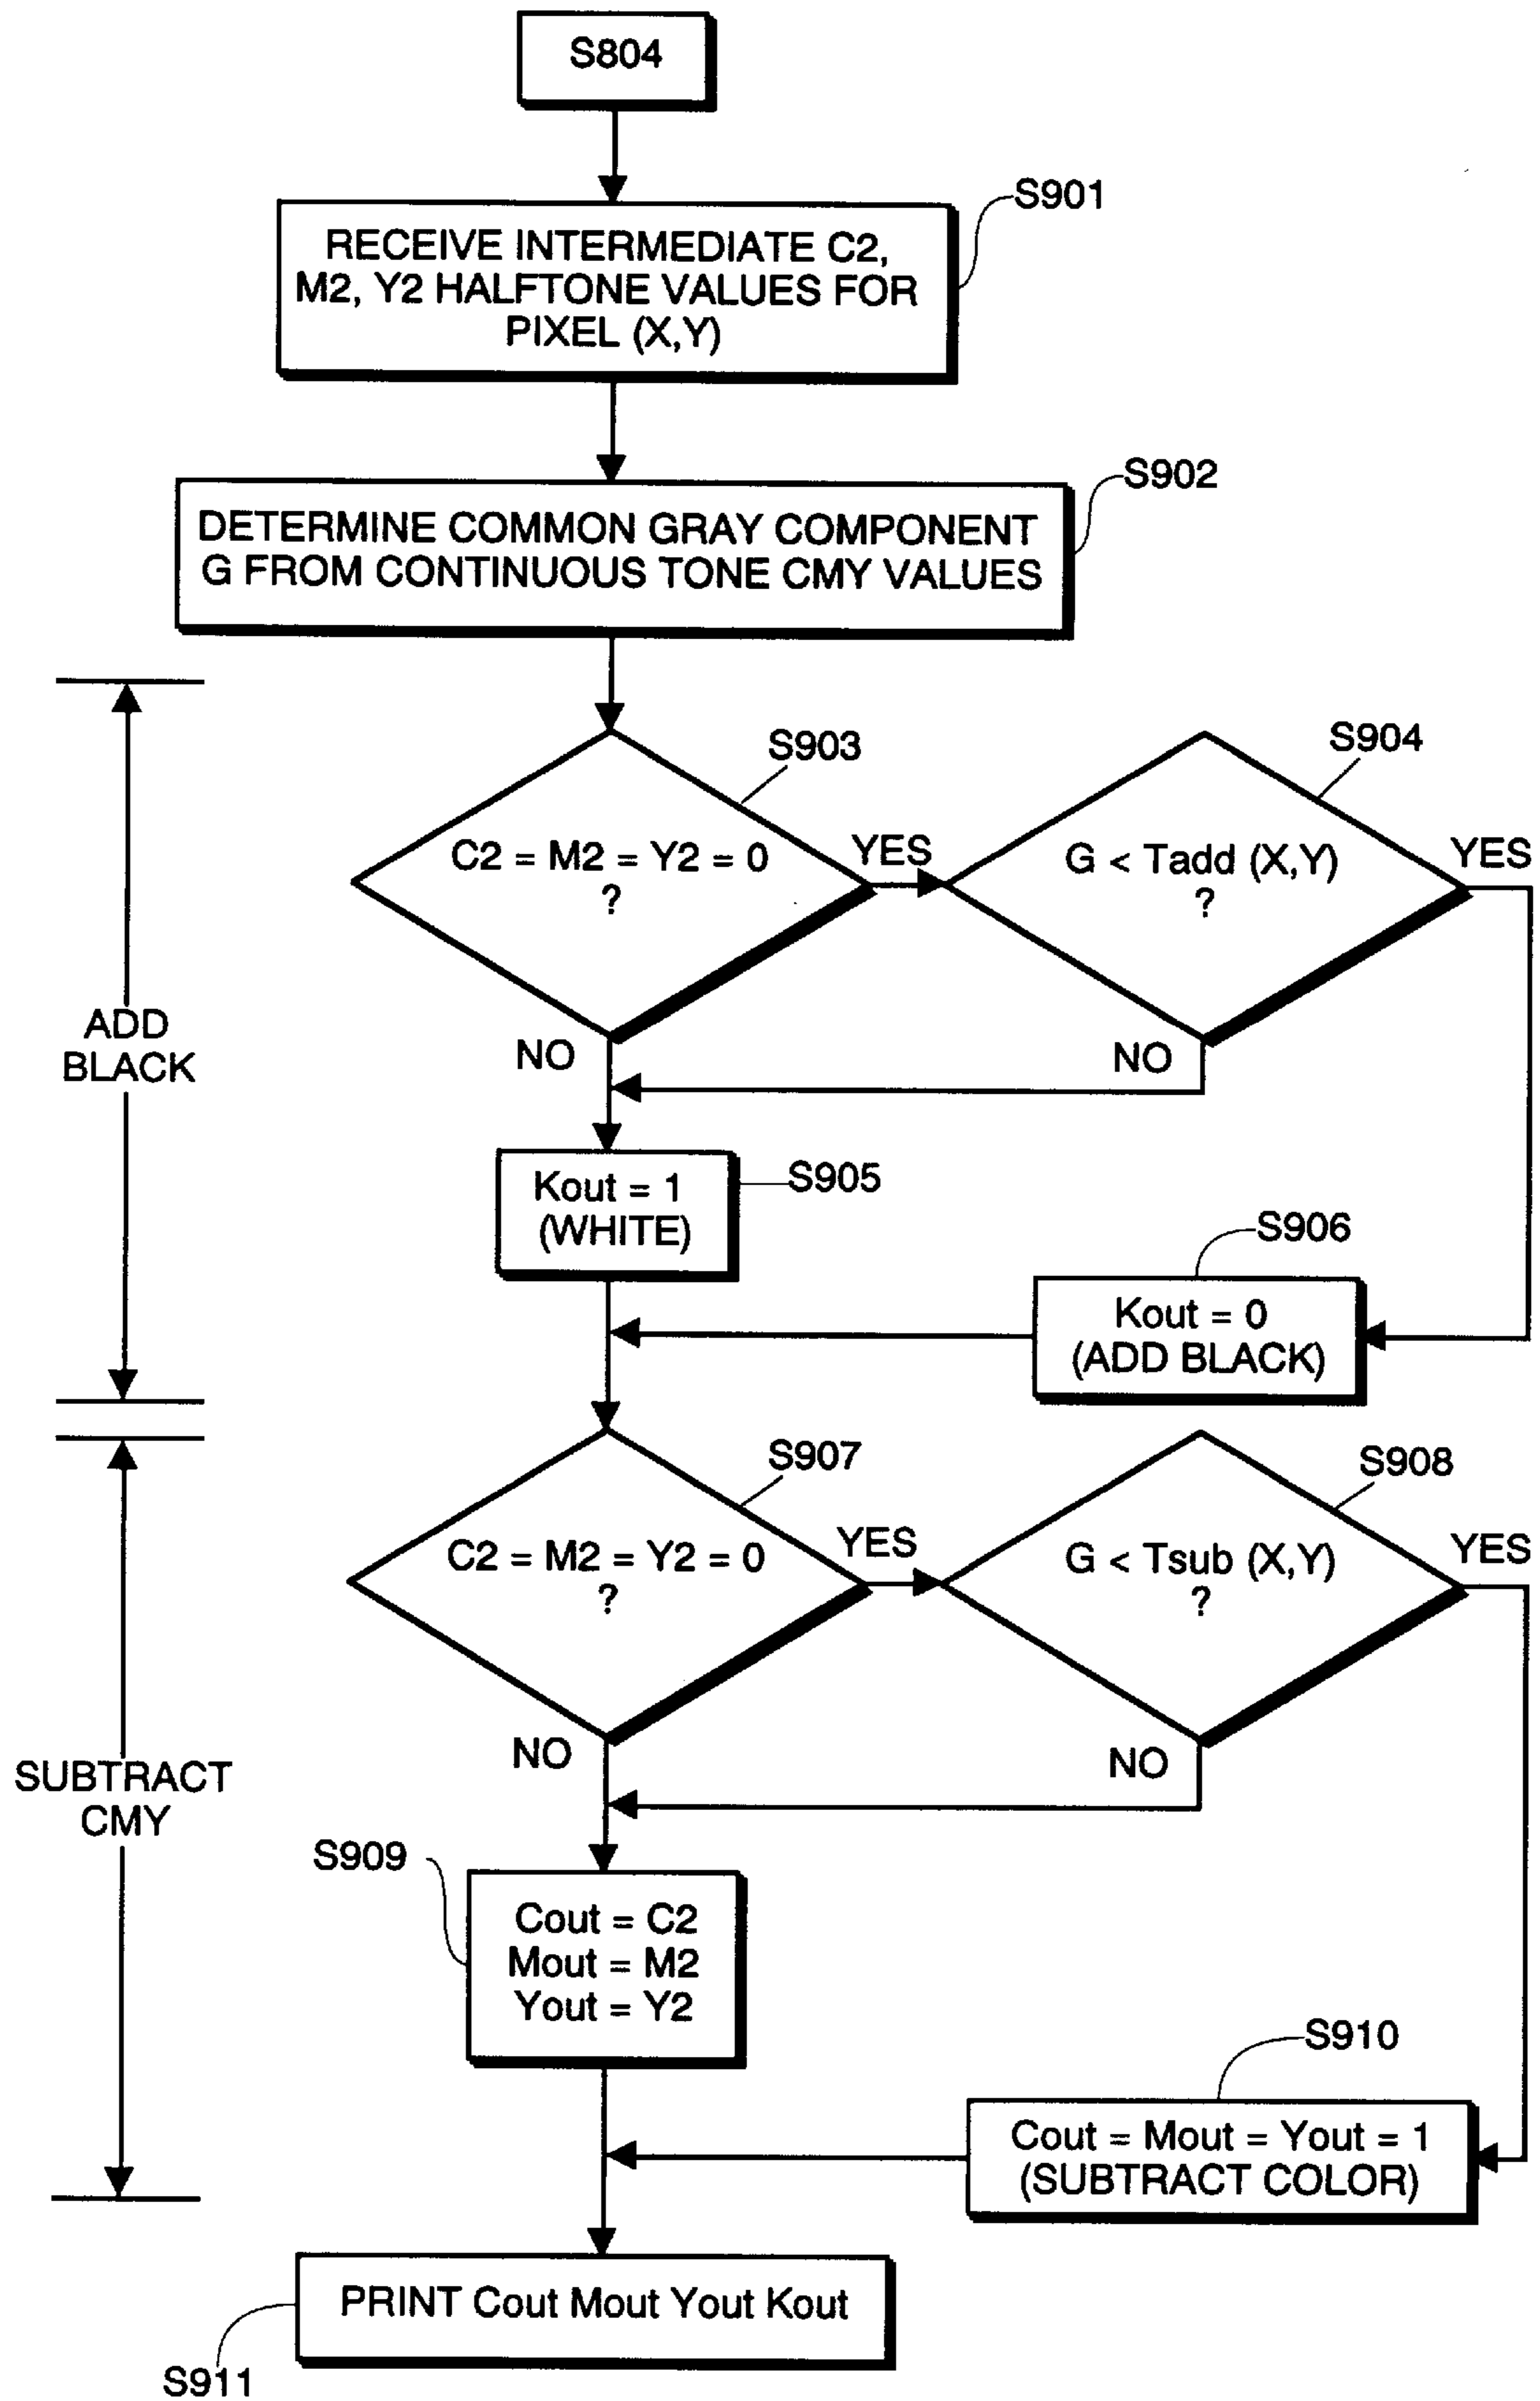 S804
S901
RECEIVE INTERMEDIATE C2,
M2, Y2 HALFTONE VALUES FOR
PIXEL (X,Y)
S902
DETERMINE COMMON GRAY COMPONENT
G FROM CONTINUOUS TONE CMY VALUES
S903
S904
C2 = M2 = Y2 = 0
?
YES
G < Tadd (X,Y)
?
YES
ADD
BLACK
NO
NO
Kout = 1
(WHITE)
S905
S906
Kout = 0
(ADD BLACK)
S907
S908
C2 = M2 = Y2 = 0
?
YES
G < Tsub (X,Y)
?
YES
NO
NO
SUBTRACT
CMY
S909
Cout = C2
Mout = M2
Yout = Y2
S910
Cout = Mout = Yout = 1
(SUBTRACT COLOR)
PRINT Cout Mout Yout Kout
S911